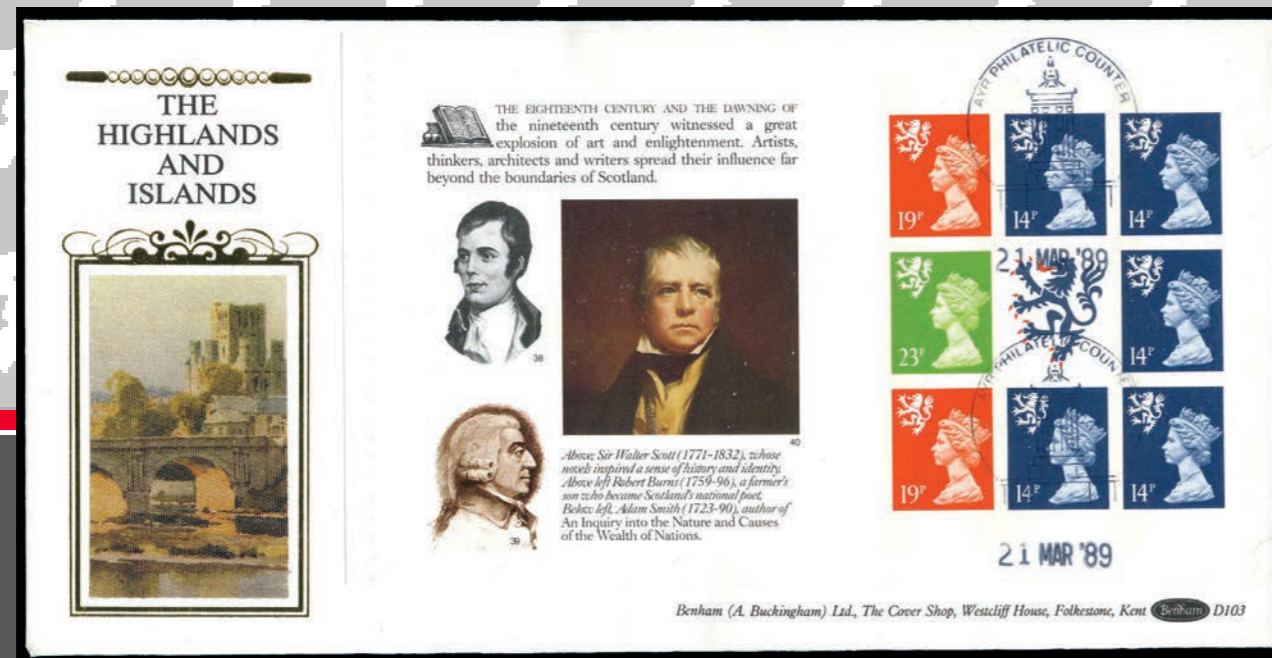 THE
HIGHLANDS
AND
ISLANDS
THE EIGHTEENTH CENTURY AND THE DAWNING OF
the nineteenth century witnessed a great
explosion of art and enlightenment. Artists,
thinkers, architects and writers spread their influence far
beyond the boundaries of Scotland.
38
40
39
Above; Sir Walter Scott (1771-1832), whose
novels inspired a sense of history and identity.
Above left Robert Burns (1759-96), a farmer's
son who became Scotland's national poet.
Below left, Adam Smith (1723-90), author of
An Inquiry into the Nature and Causes
of the Wealth of Nations.
AYR PHILATELIC COUNTER
19P 14P 14P
21 MAR '89
23P 14P
AYR PHILATELIC COUNTER
19P 14P 14P
21 MAR '89
Benham (A. Buckingham) Ltd., The Cover Shop, Westcliff House, Folkestone, Kent Benham D103